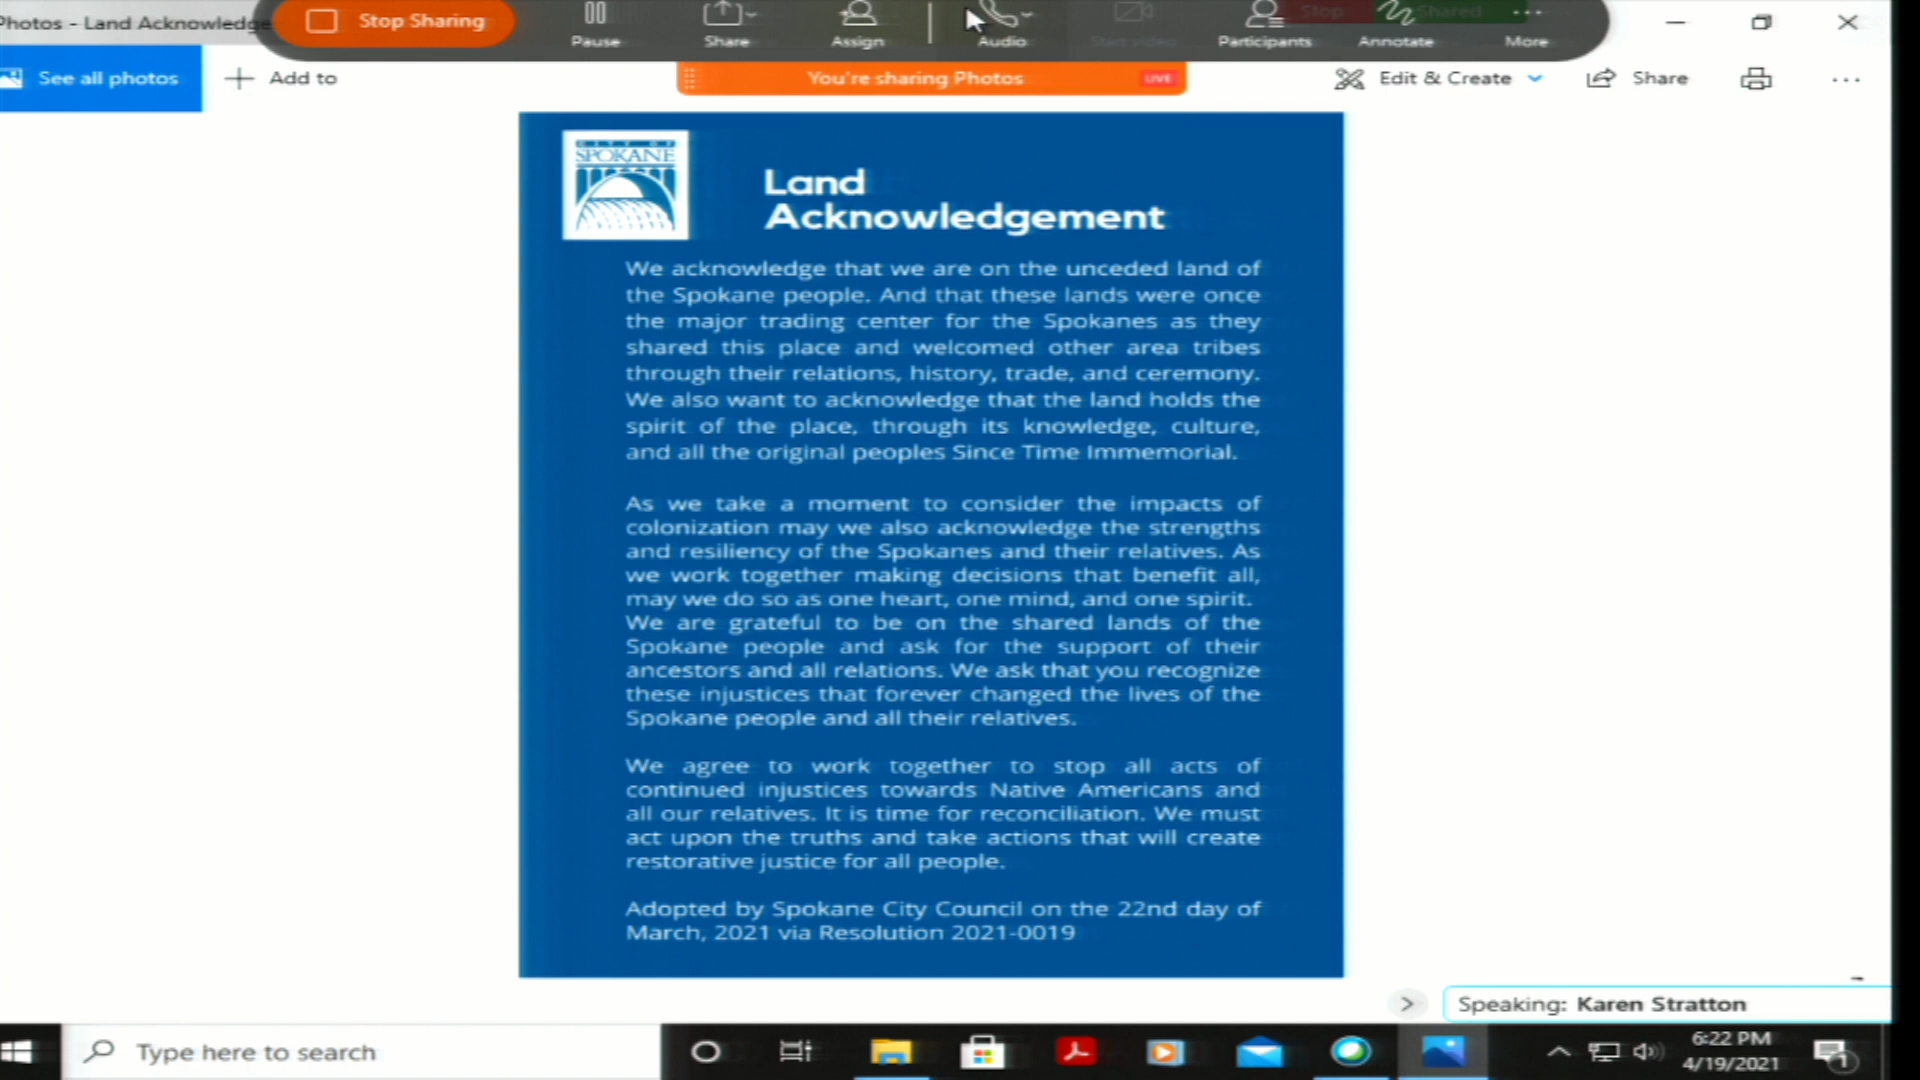 Photos - Land Acknowledge
Stop Sharing
Pause
Share
Assign
Audio
Start video
Participants
Annotate
More
Stop
Shared
See all photos
Add to
You're sharing Photos
LIVE
Edit & Create
Share
CITY OF
SPOKANE
Land
Acknowledgement
We acknowledge that we are on the unceded land of
the Spokane people. And that these lands were once
the major trading center for the Spokanes as they
shared this place and welcomed other area tribes
through their relations, history, trade, and ceremony.
We also want to acknowledge that the land holds the
spirit of the place, through its knowledge, culture,
and all the original peoples Since Time Immemorial.
As we take a moment to consider the impacts of
colonization may we also acknowledge the strengths
and resiliency of the Spokanes and their relatives. As
we work together making decisions that benefit all,
may we do so as one heart, one mind, and one spirit.
We are grateful to be on the shared lands of the
Spokane people and ask for the support of their
ancestors and all relations. We ask that you recognize
these injustices that forever changed the lives of the
Spokane people and all their relatives.
We agree to work together to stop all acts of
continued injustices towards Native Americans and
all our relatives. It is time for reconciliation. We must
act upon the truths and take actions that will create
restorative justice for all people.
Adopted by Spokane City Council on the 22nd day of
March, 2021 via Resolution 2021-0019
Speaking: Karen Stratton
Type here to search
6:22 PM
4/19/2021
1